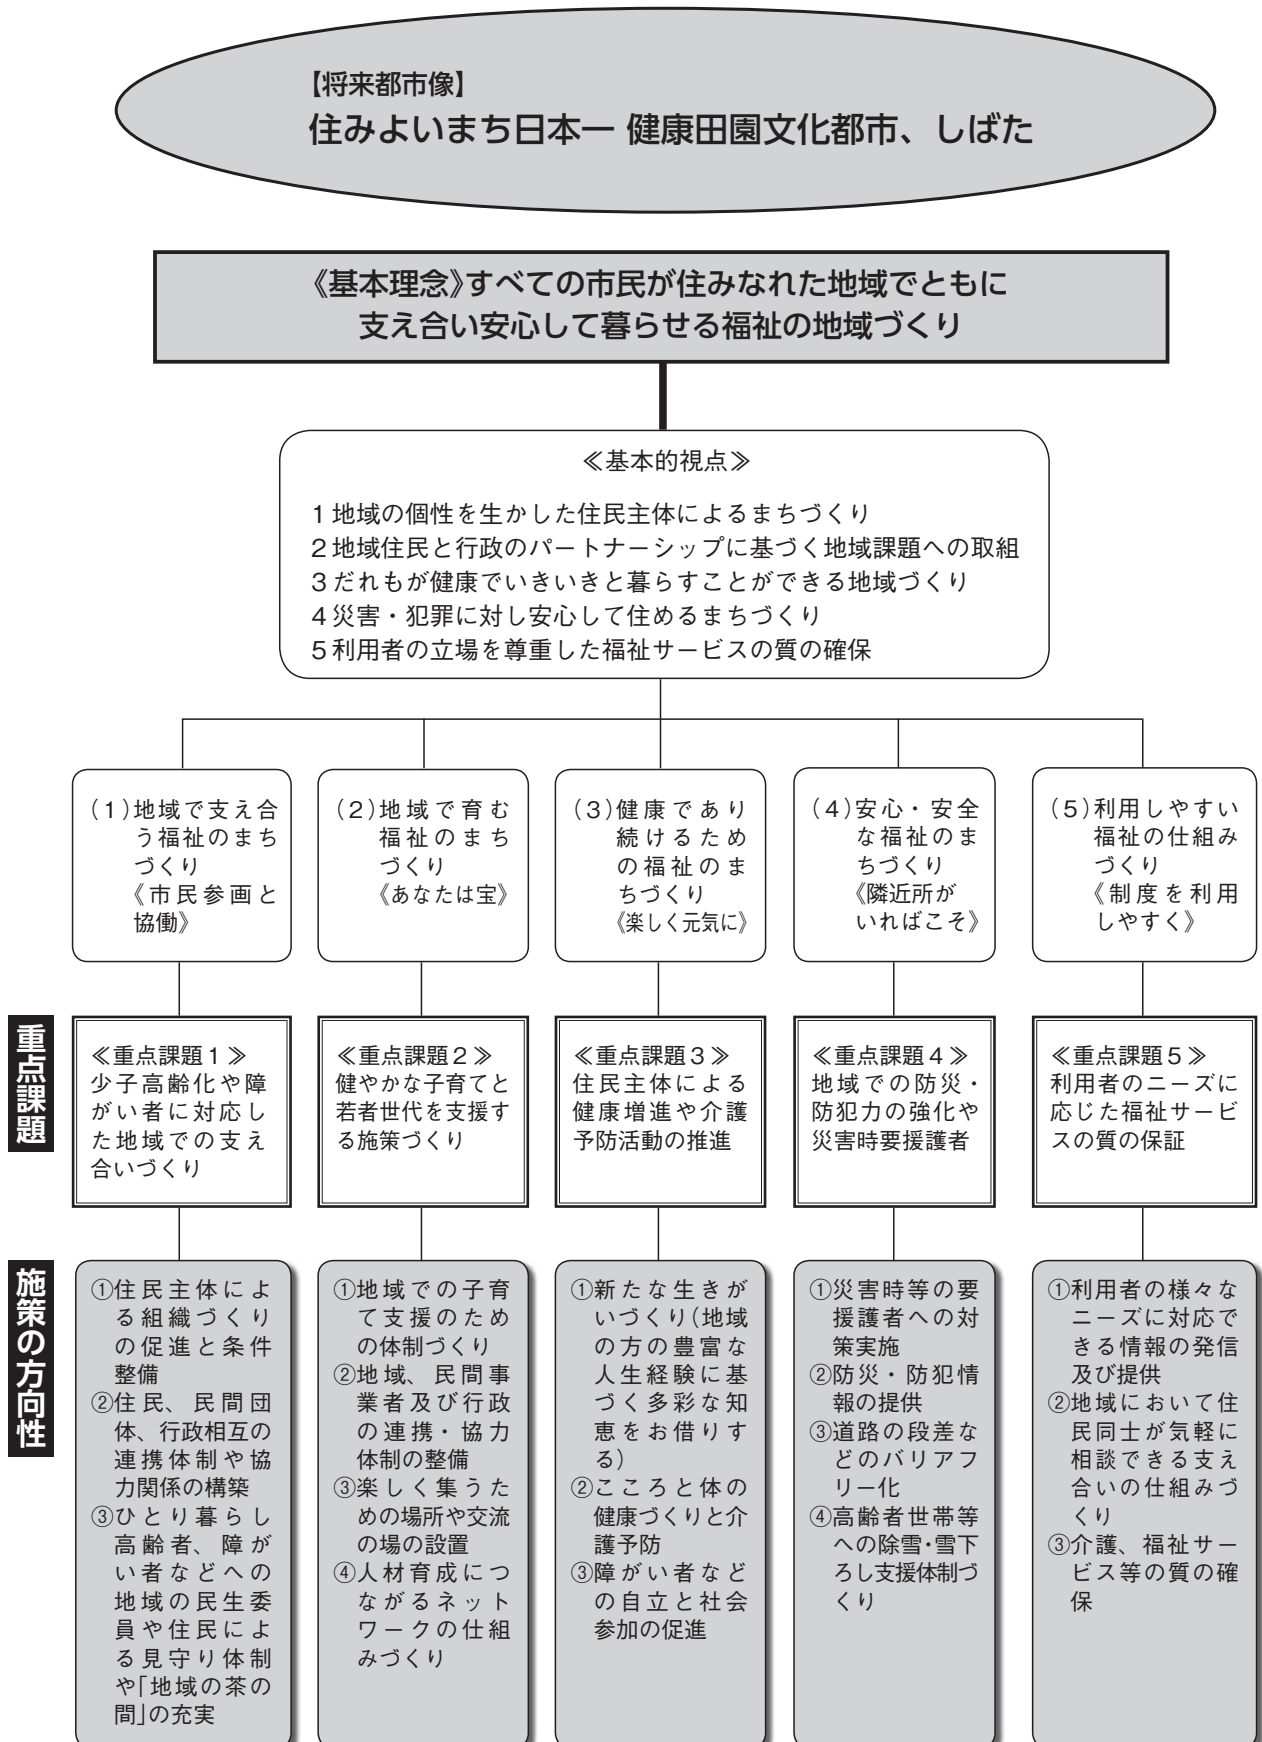 【将来都市像】
住みよいまち日本一 健康田園文化都市、しばた
《基本理念》すべての市民が住みなれた地域でともに
支え合い安心して暮らせる福祉の地域づくり
≪基本的視点≫
1地域の個性を生かした住民主体によるまちづくり
2地域住民と行政のパートナーシップに基づく地域課題への取組
3だれもが健康でいきいきと暮らすことができる地域づくり
4災害・犯罪に対し安心して住めるまちづくり
5利用者の立場を尊重した福祉サービスの質の確保
(1)地域で支え合
う福祉のまち
づくり
《市民参画と
協働》
(2)地域で育む
福祉のまち
づくり
《あなたは宝》
(3)健康であり
続けるため
の福祉のま
ちづくり
《楽しく元気に》
(4)安心・安全
な福祉のま
ちづくり
《隣近所が
いればこそ》
(5)利用しやすい
福祉の仕組み
づくり
《制度を利用
しやすく》
重点課題
≪重点課題1≫
少子高齢化や障
がい者に対応し
た地域での支え
合いづくり
≪重点課題2≫
健やかな子育てと
若者世代を支援す
る施策づくり
≪重点課題3≫
住民主体による
健康増進や介護
予防活動の推進
≪重点課題4≫
地域での防災・
防犯力の強化や
災害時要援護者
≪重点課題5≫
利用者のニーズに
応じた福祉サービ
スの質の保証
施策の方向性
①住民主体によ
る組織づくり
の促進と条件
整備
②住民、民間団
体、行政相互の
連携体制や協
力関係の構築
③ひとり暮らし
高齢者、障が
い者などへの
地域の民生委
員や住民によ
る見守り体制
や「地域の茶の
間」の充実
①地域での子育
て支援のため
の体制づくり
②地域、民間事
業者及び行政
の連携・協力
体制の整備
③楽しく集うた
めの場所や交流
の場の設置
④人材育成につ
ながるネット
ワークの仕組
みづくり
①新たな生きが
いづくり(地域
の方の豊富な
人生経験に基
づく多彩な知
恵をお借りす
る)
②こころと体の
健康づくりと介
護予防
③障がい者など
の自立と社会
参加の促進
①災害時等の要
援護者への対
策実施
②防災・防犯情
報の提供
③道路の段差な
どのバリアフ
リー化
④高齢者世帯等
への除雪・雪下
ろし支援体制づ
くり
①利用者の様々な
ニーズに対応で
きる情報の発信
及び提供
②地域において住
民同士が気軽に
相談できる支え
合いの仕組みづ
くり
③介護、福祉サー
ビス等の質の確
保